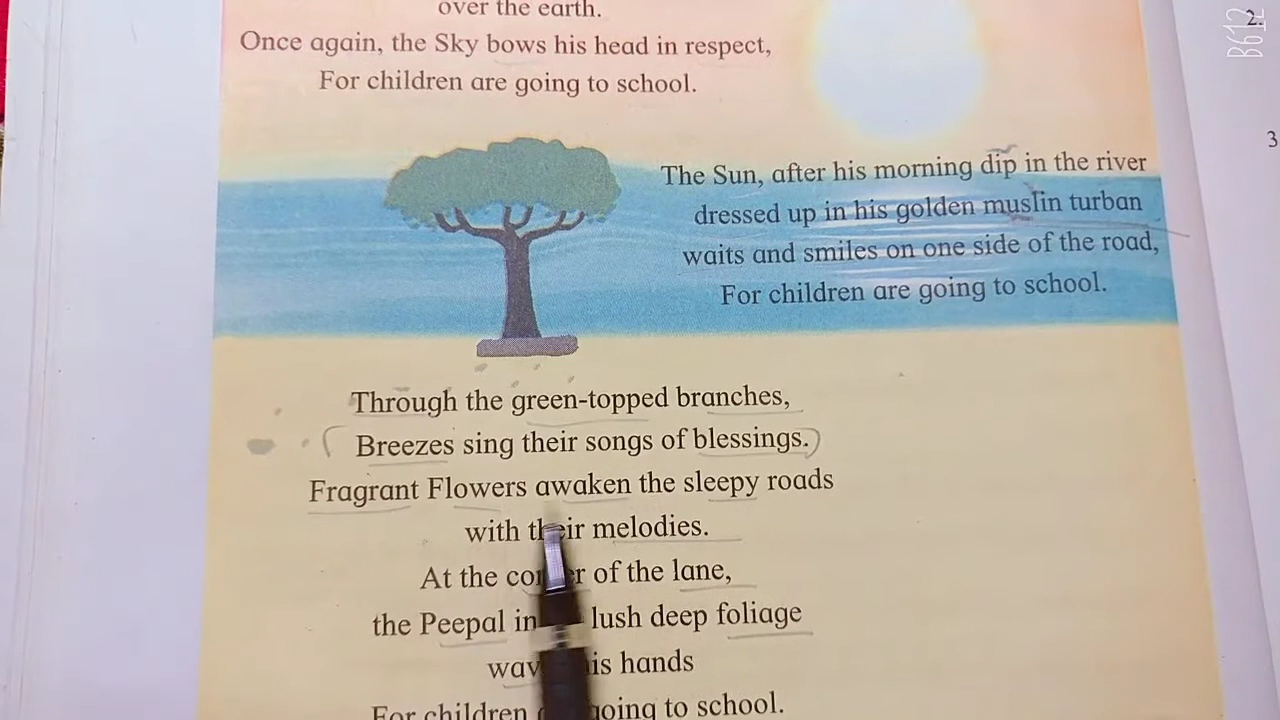 over the earth.
Once again, the Sky bows his head in respect,
For children are going to school.
The Sun, after his morning dip in the river
dressed up in his golden muslin turban
waits and smiles on one side of the road,
For children are going to school.
Through the green-topped branches,
Breezes sing their songs of blessings.
Fragrant Flowers awaken the sleepy roads
with their melodies.
At the corner of the lane,
the Peepal in lush deep foliage
hands
For children going to school.
2.
3
B612